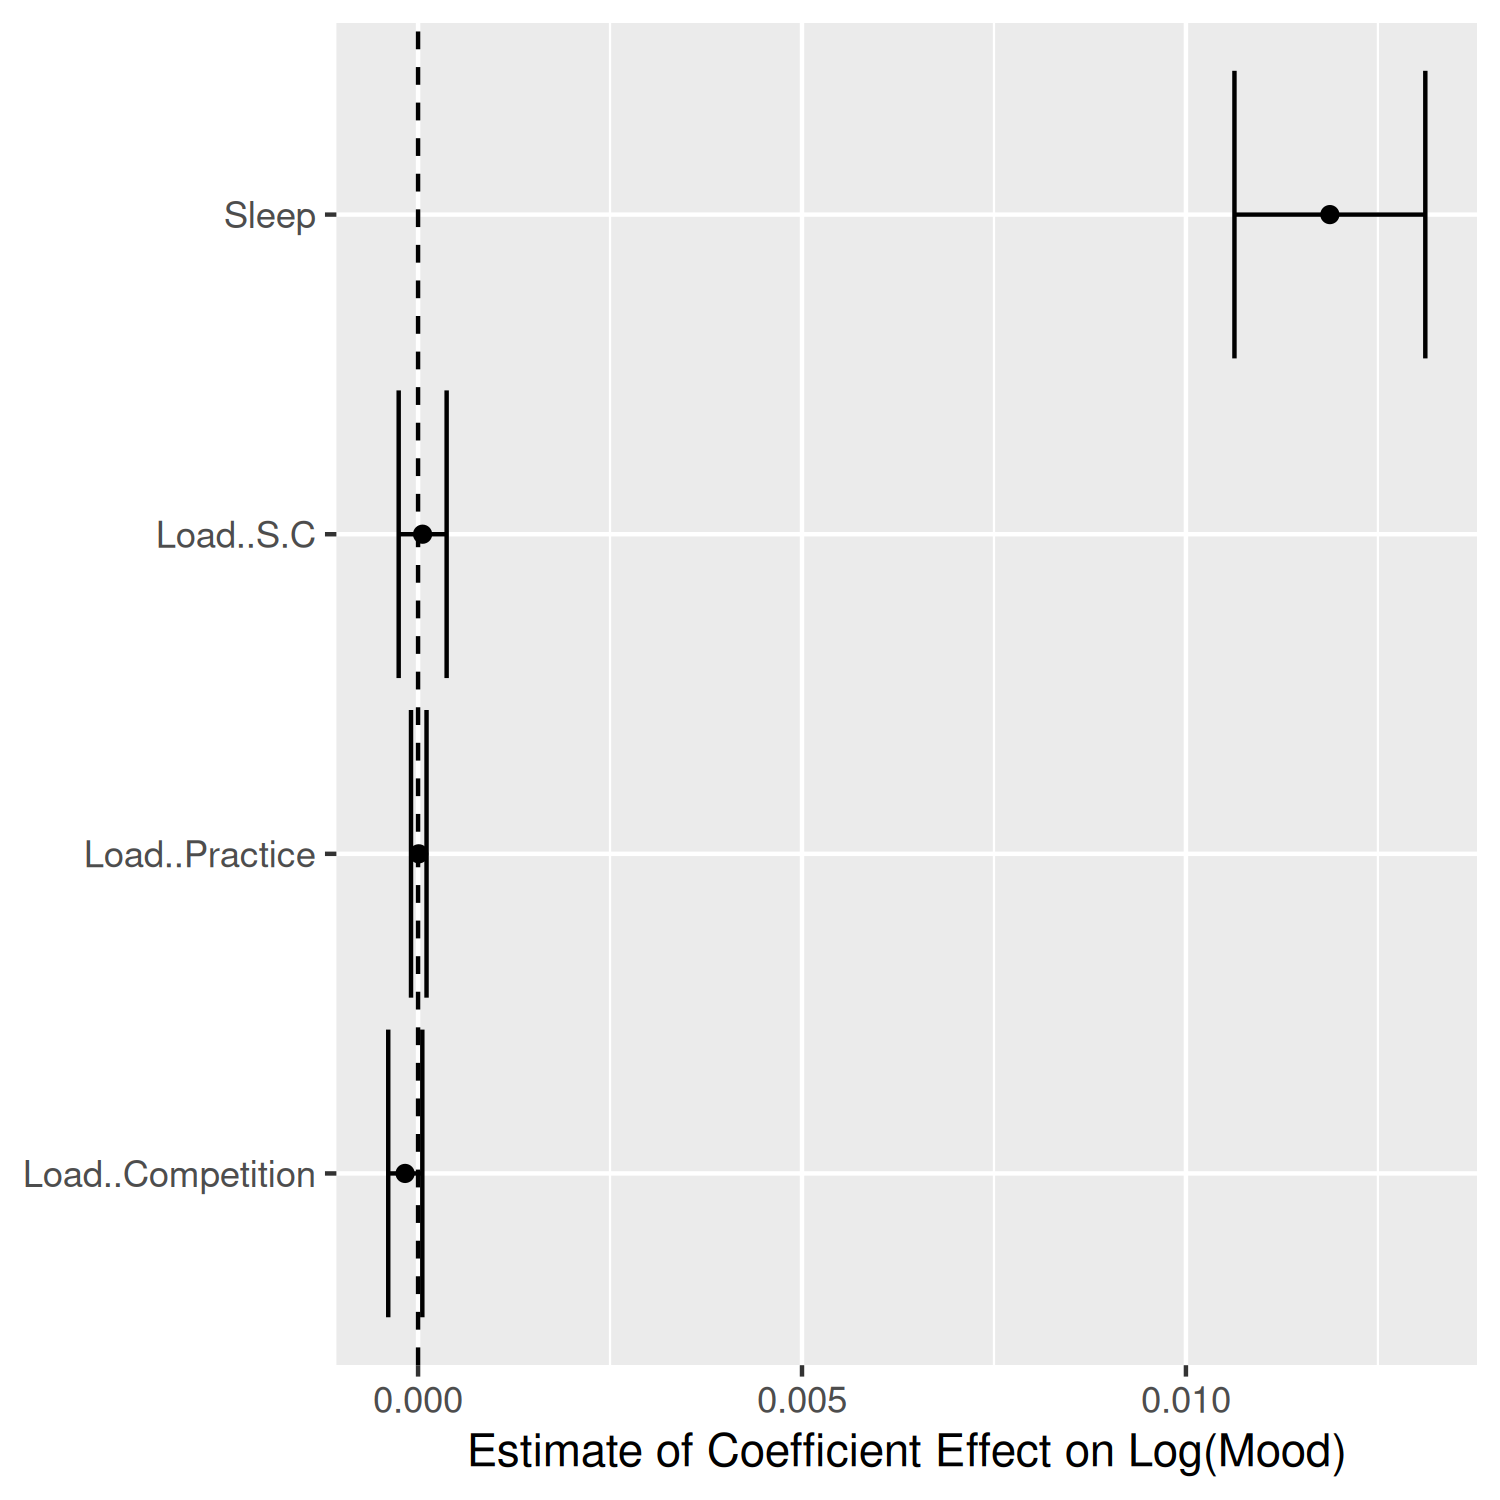 Sleep
Load..S.C
Load..Practice
Load..Competition
0.000 0.005 0.010
Estimate of Coefficient Effect on Log(Mood)